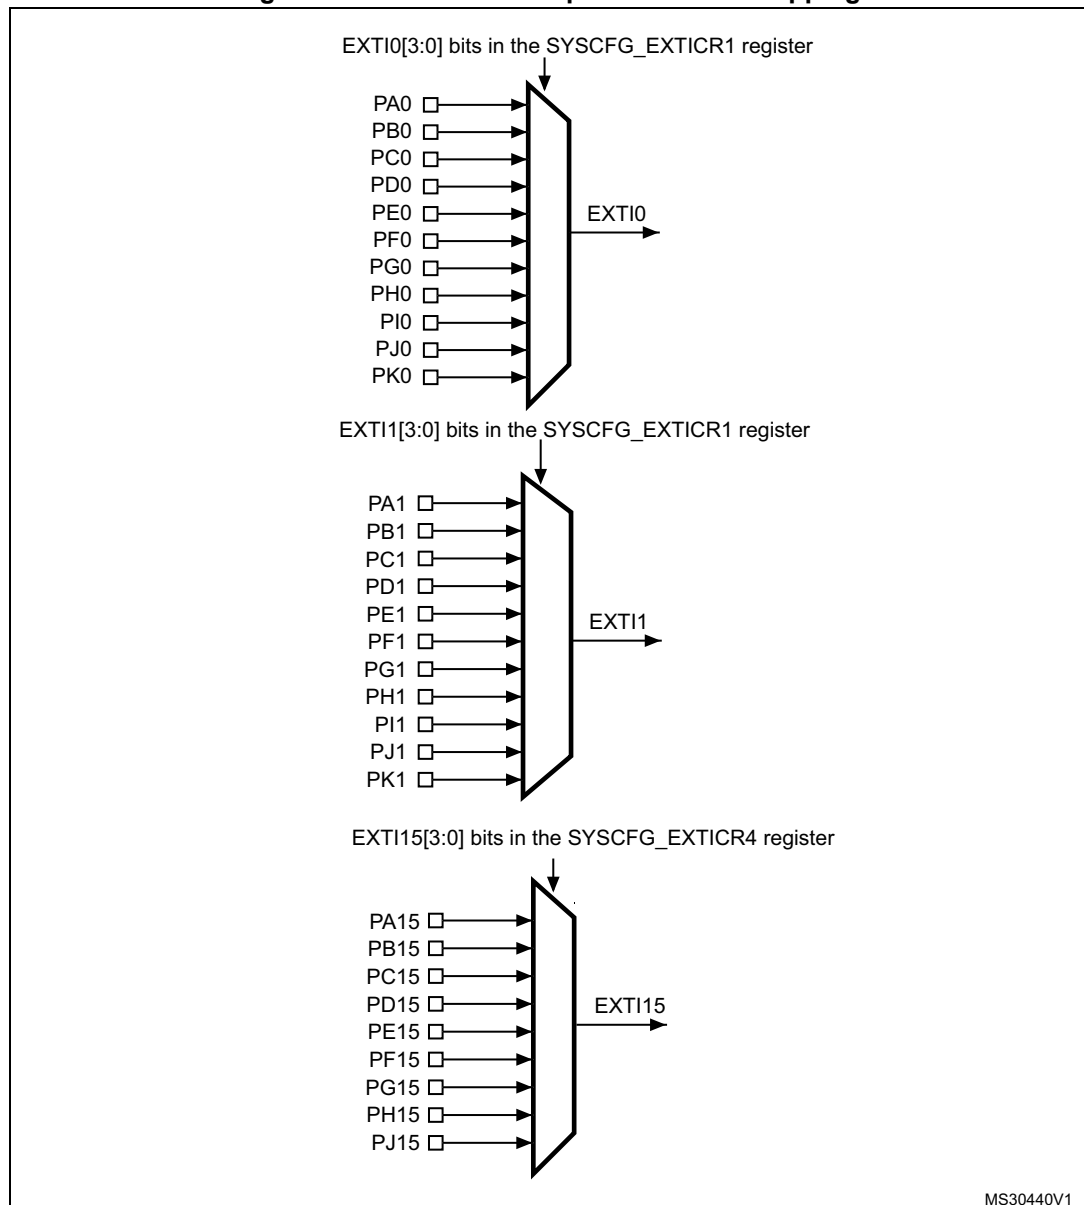 EXTI0[3:0] bits in the SYSCFG_EXTICR1 register
PA0
PB0
PC0
PD0
PE0
EXTI0
PF0
PG0
PH0
PI0
PJ0
PK0
EXTI1[3:0] bits in the SYSCFG_EXTICR1 register
PA1
PB1
PC1
PD1
PE1
EXTI1
PF1
PG1
PH1
PI1
PJ1
PK1
EXTI15[3:0] bits in the SYSCFG_EXTICR4 register
PA15
PB15
PC15
PD15
EXTI15
PE15
PF15
PG15
PH15
PJ15
MS30440V1